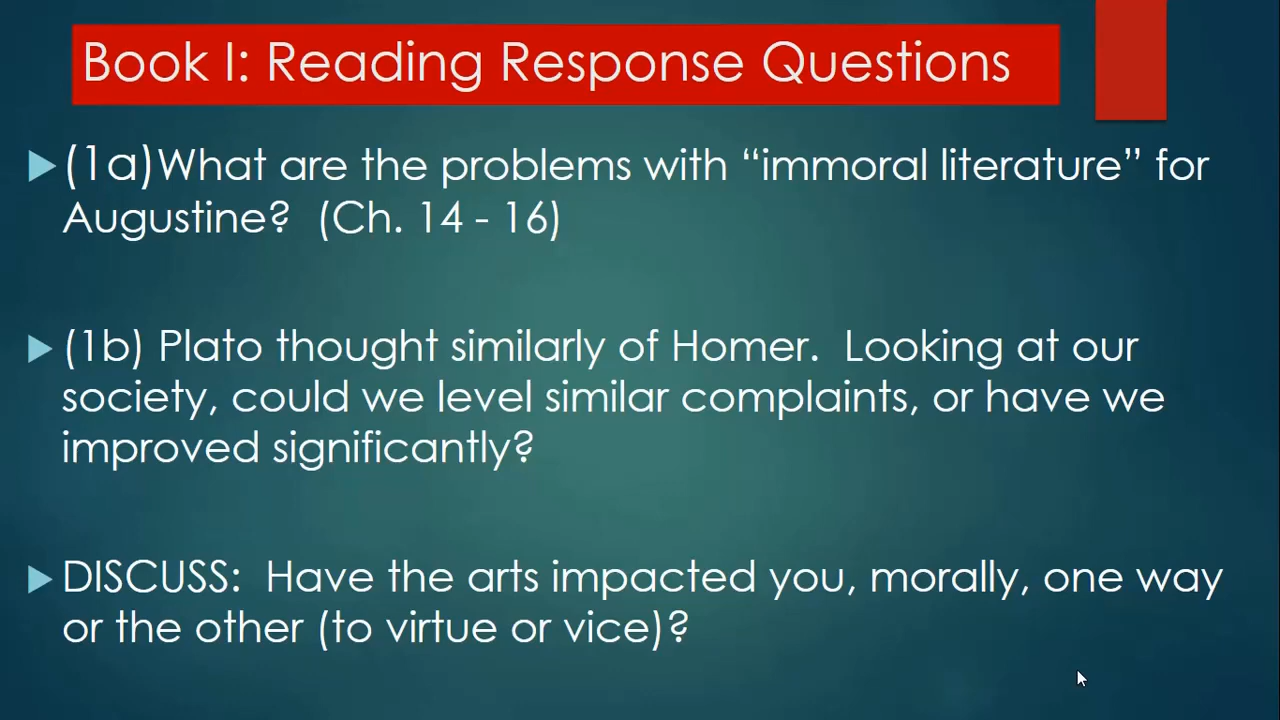 Book I: Reading Response Questions
(1a)What are the problems with “immoral literature” for
Augustine?  (Ch. 14 - 16)
(1b) Plato thought similarly of Homer.  Looking at our
society, could we level similar complaints, or have we
improved significantly?
DISCUSS:  Have the arts impacted you, morally, one way
or the other (to virtue or vice)?